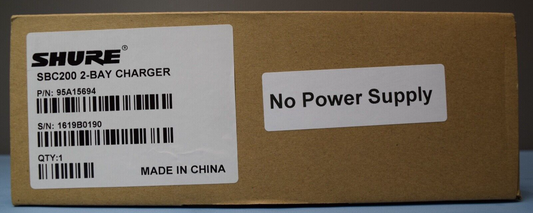 SHURE®
SBC200 2-BAY CHARGER
P/N: 95A15694
S/N: 1619B0190
QTY:1
MADE IN CHINA
No Power Supply